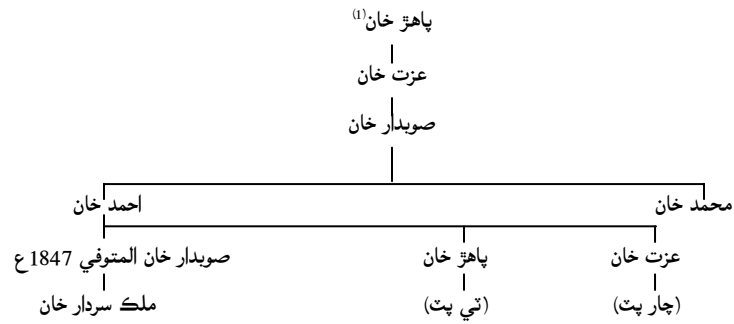 پاهڙ خان(1)
عزت خان
صوبدار خان
محمد خان احمد خان
عزت خان پاهڙ خان صوبدار خان المتوفي 1847ع
(چار پٽ) (ٽي پٽ) ملڪ سردار خان